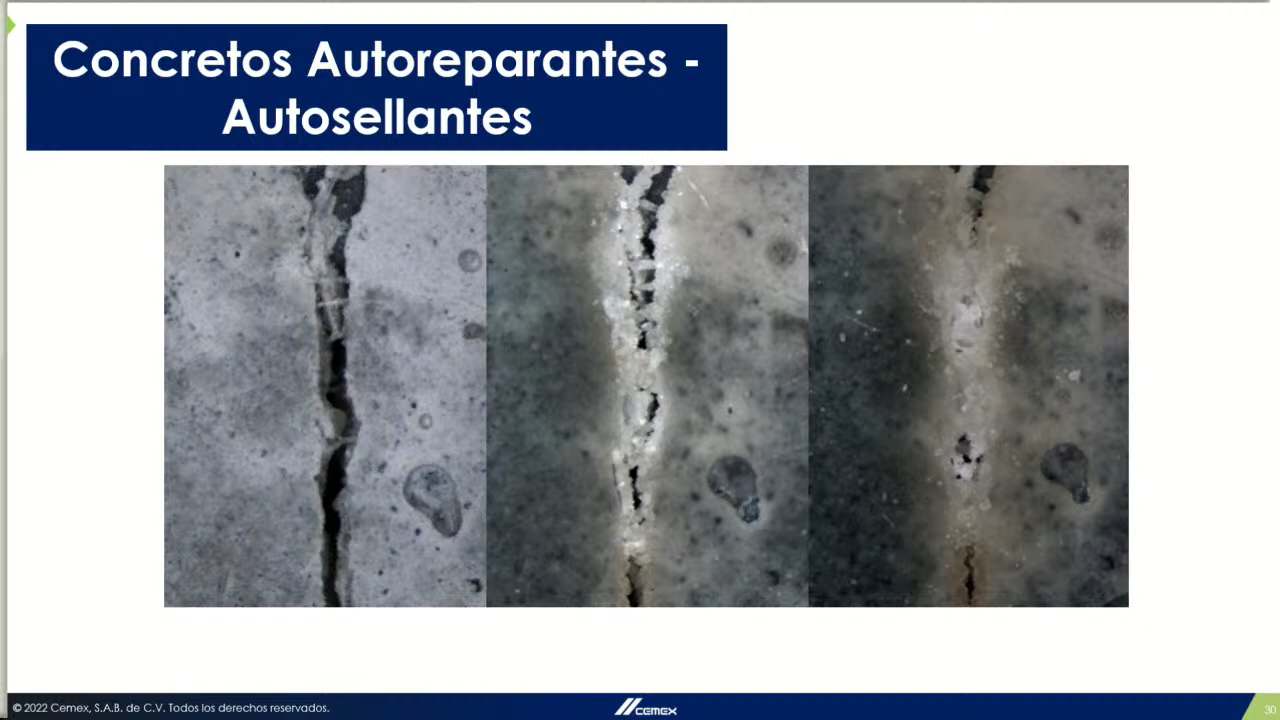 Concretos Autoreparantes -
Autosellantes
© 2022 Cemex, S.A.B. de C.V. Todos los derechos reservados.
CEMEX
30